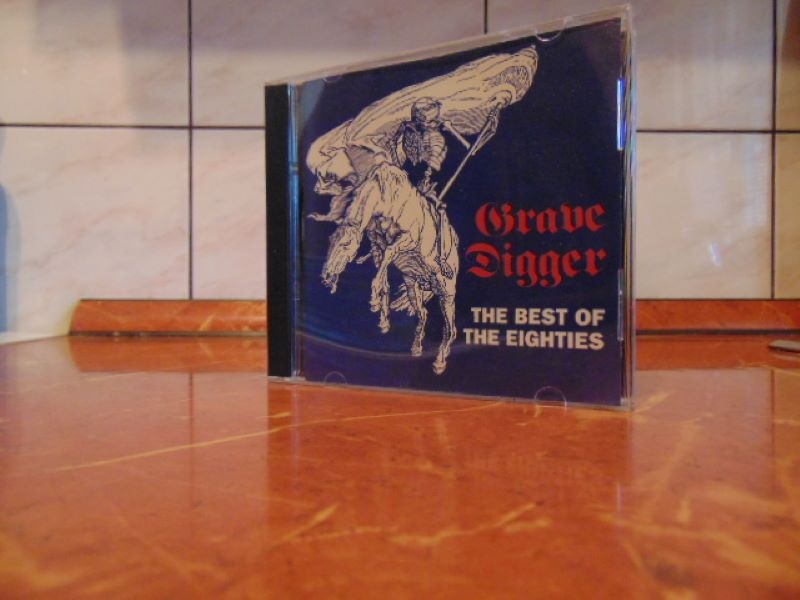 Grave
Digger
THE BEST OF
THE EIGHTIES